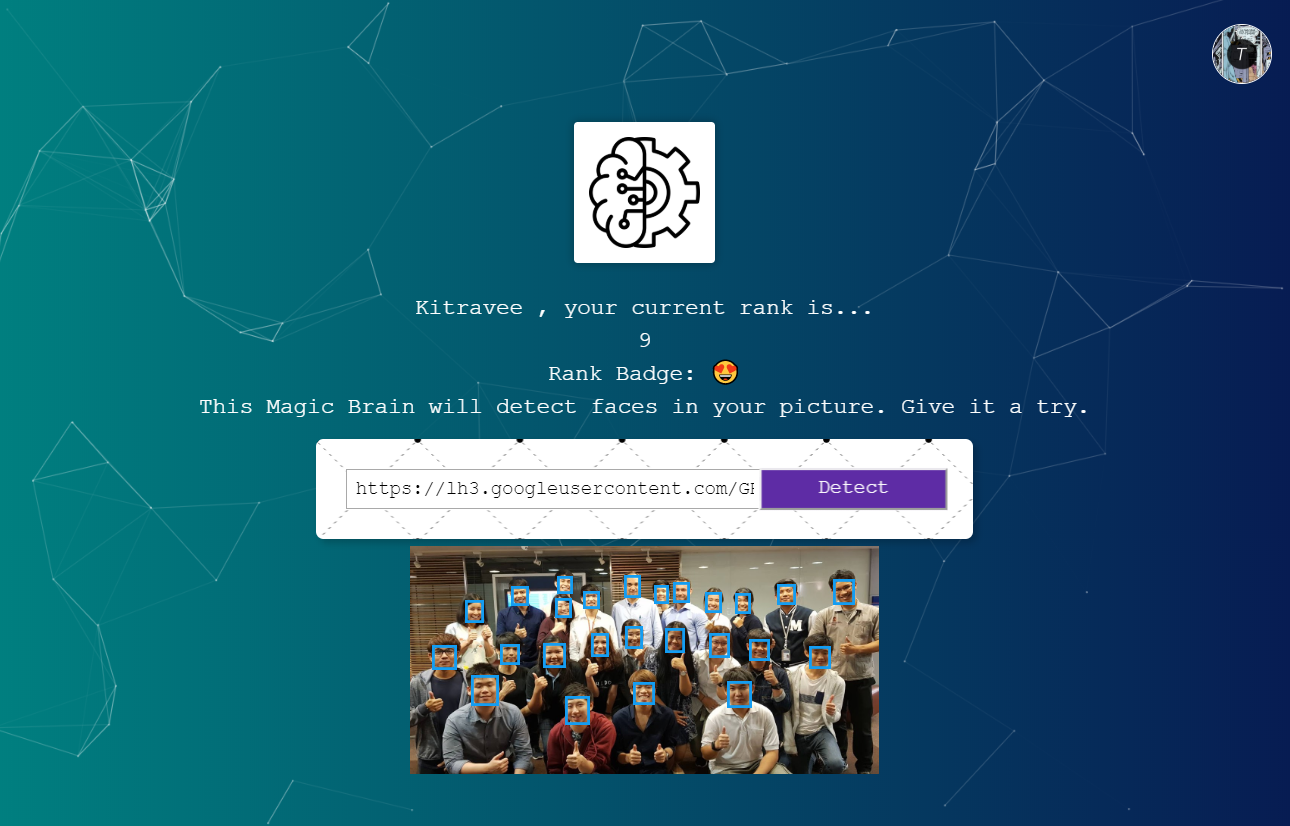 T
Kitravee , your current rank is...
9
Rank Badge: 😍
This Magic Brain will detect faces in your picture. Give it a try.
https://lh3.googleusercontent.com/GE
Detect
M